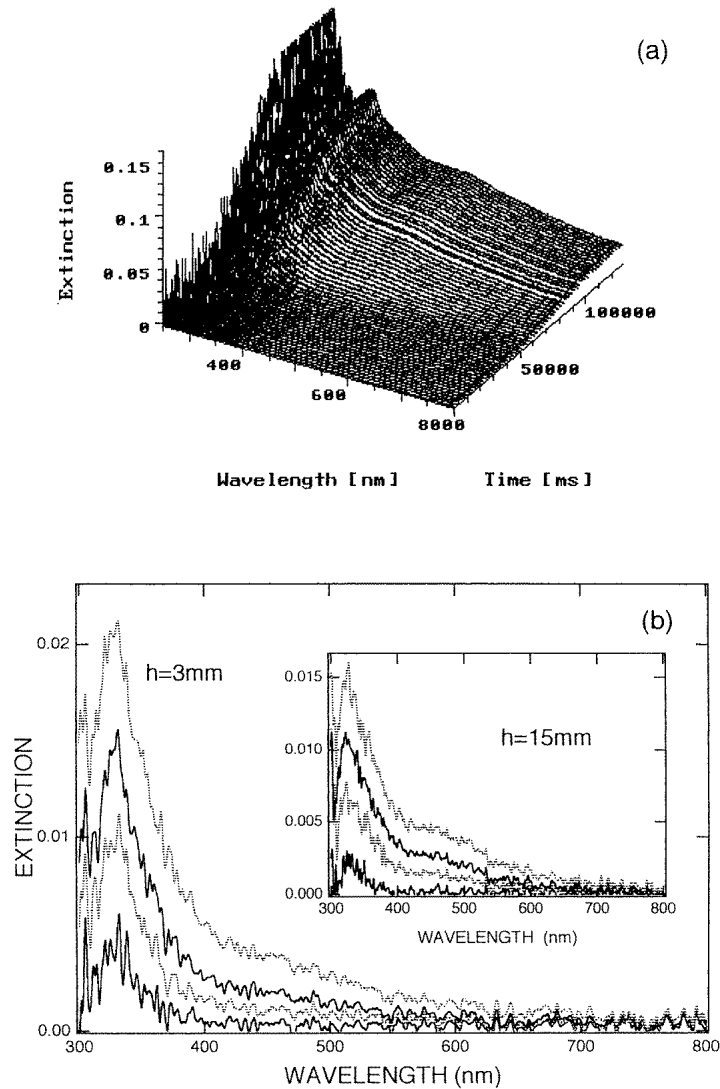 (a)
0.15
0.1
0.05
0
Extinction
400
600
8000
50000
100000
Wavelength [nm]
Time [ms]
(b)
0.02
0.01
0.00
EXTINCTION
h=3mm
300
400
500
600
700
800
WAVELENGTH (nm)
0.015
0.010
0.005
0.000
h=15mm
300
400
500
600
700
800
WAVELENGTH (nm)